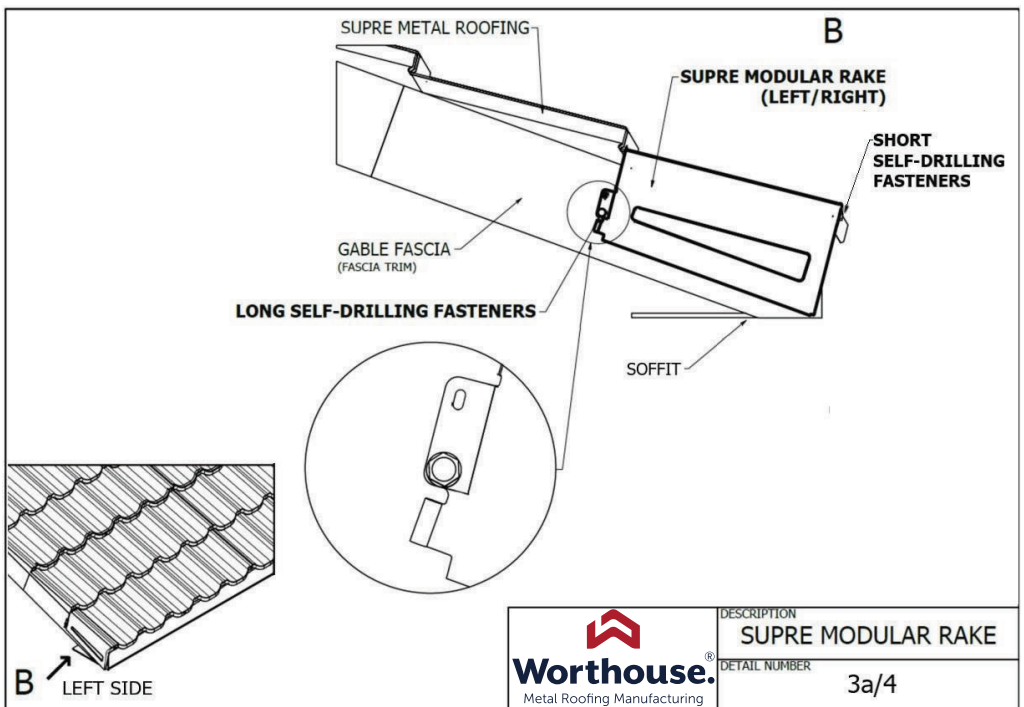 SUPRE METAL ROOFING
B
SUPRE MODULAR RAKE
(LEFT/RIGHT)
SHORT
SELF-DRILLING
FASTENERS
GABLE FASCIA
(FASCIA TRIM)
LONG SELF-DRILLING FASTENERS
SOFFIT
B
LEFT SIDE
Worthouse.®
Metal Roofing Manufacturing
DESCRIPTION
SUPRE MODULAR RAKE
DETAIL NUMBER
3a/4